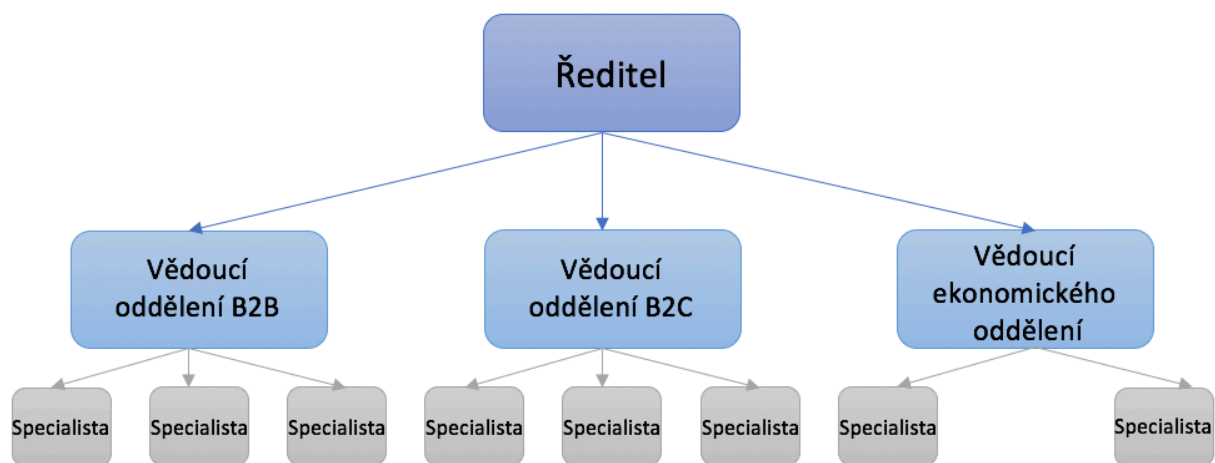 Ředitel
Vědoucí
oddělení B2B
Vědoucí
oddělení B2C
Vědoucí
ekonomického
oddělení
Specialista
Specialista
Specialista
Specialista
Specialista
Specialista
Specialista
Specialista